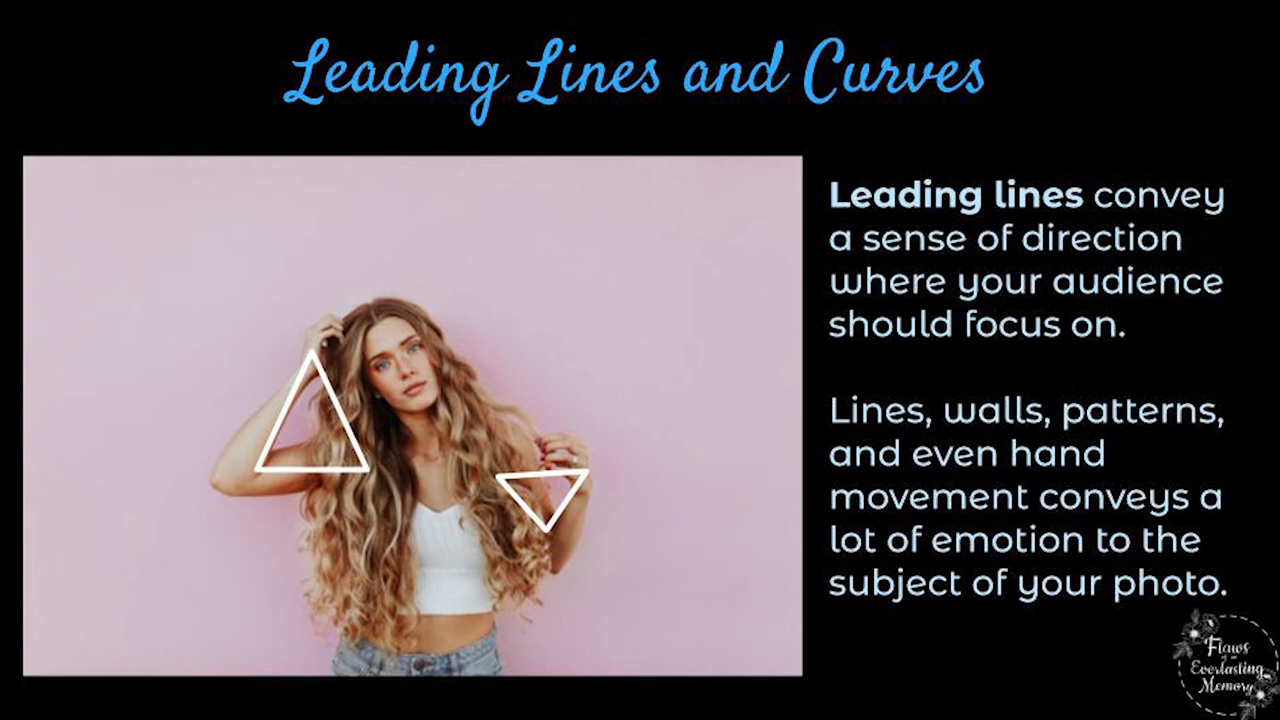 Leading Lines and Curves
Leading lines convey
a sense of direction
where your audience
should focus on.
Lines, walls, patterns,
and even hand
movement conveys a
lot of emotion to the
subject of your photo.
Flaws
Everlasting
Memory